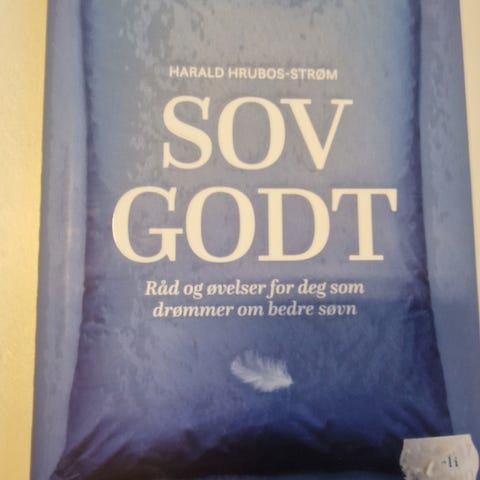 HARALD HRUBOS-STRØM
SOV
GODT
Råd og øvelser for deg som
drømmer om bedre søvn